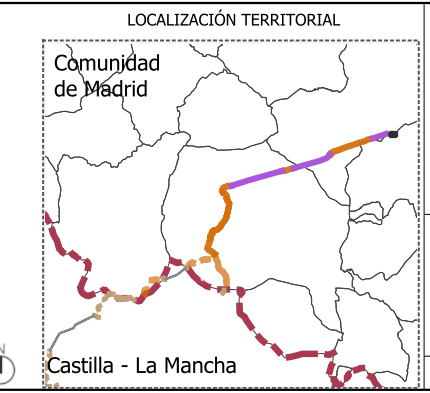 LOCALIZACIÓN TERRITORIAL
Comunidad
de Madrid
N
Castilla - La Mancha